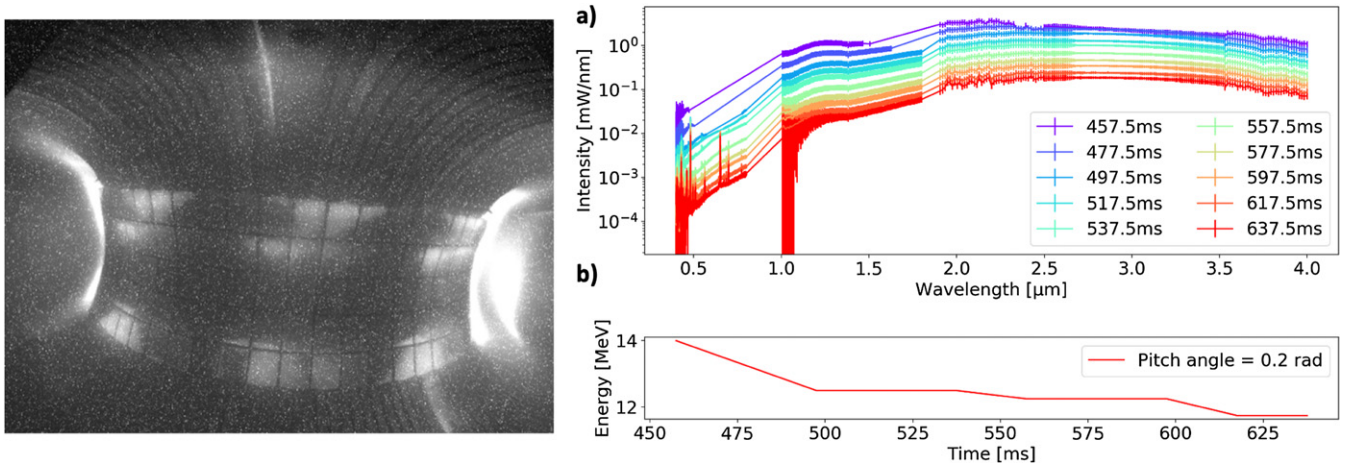 a)
Intensity [mW/nm]
10⁰
10⁻¹
10⁻²
10⁻³
10⁻⁴
457.5ms 557.5ms
477.5ms 577.5ms
497.5ms 597.5ms
517.5ms 617.5ms
537.5ms 637.5ms
0.5 1.0 1.5 2.0 2.5 3.0 3.5 4.0
Wavelength [µm]
b)
Energy [MeV]
14
12
Pitch angle = 0.2 rad
450 475 500 525 550 575 600 625
Time [ms]